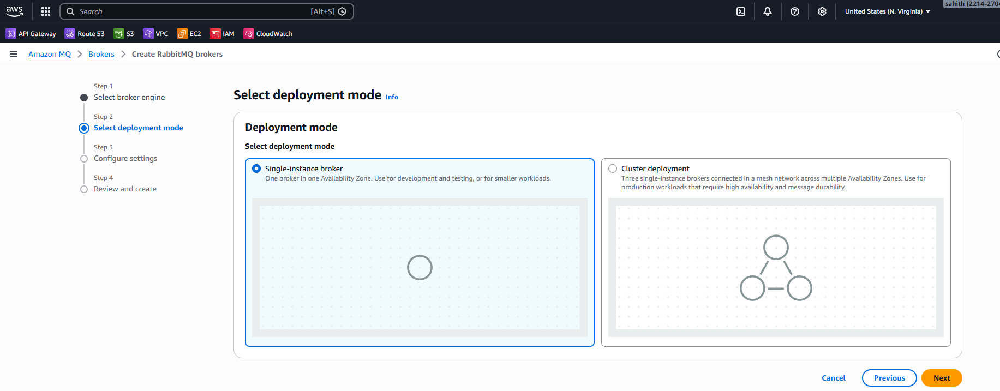 aws
Search [Alt+S]
United States (N. Virginia)
sahith (2214-2704
API Gateway Route 53 S3 VPC EC2 IAM CloudWatch
Amazon MQ > Brokers > Create RabbitMQ brokers
Step 1
Select broker engine
Step 2
Select deployment mode
Step 3
Configure settings
Step 4
Review and create
Select deployment mode Info
Deployment mode
Select deployment mode
Single-instance broker
One broker in one Availability Zone. Use for development and testing, or for smaller workloads.
Cluster deployment
Three single-instance brokers connected in a mesh network across multiple Availability Zones. Use for
production workloads that require high availability and message durability.
Cancel Previous Next